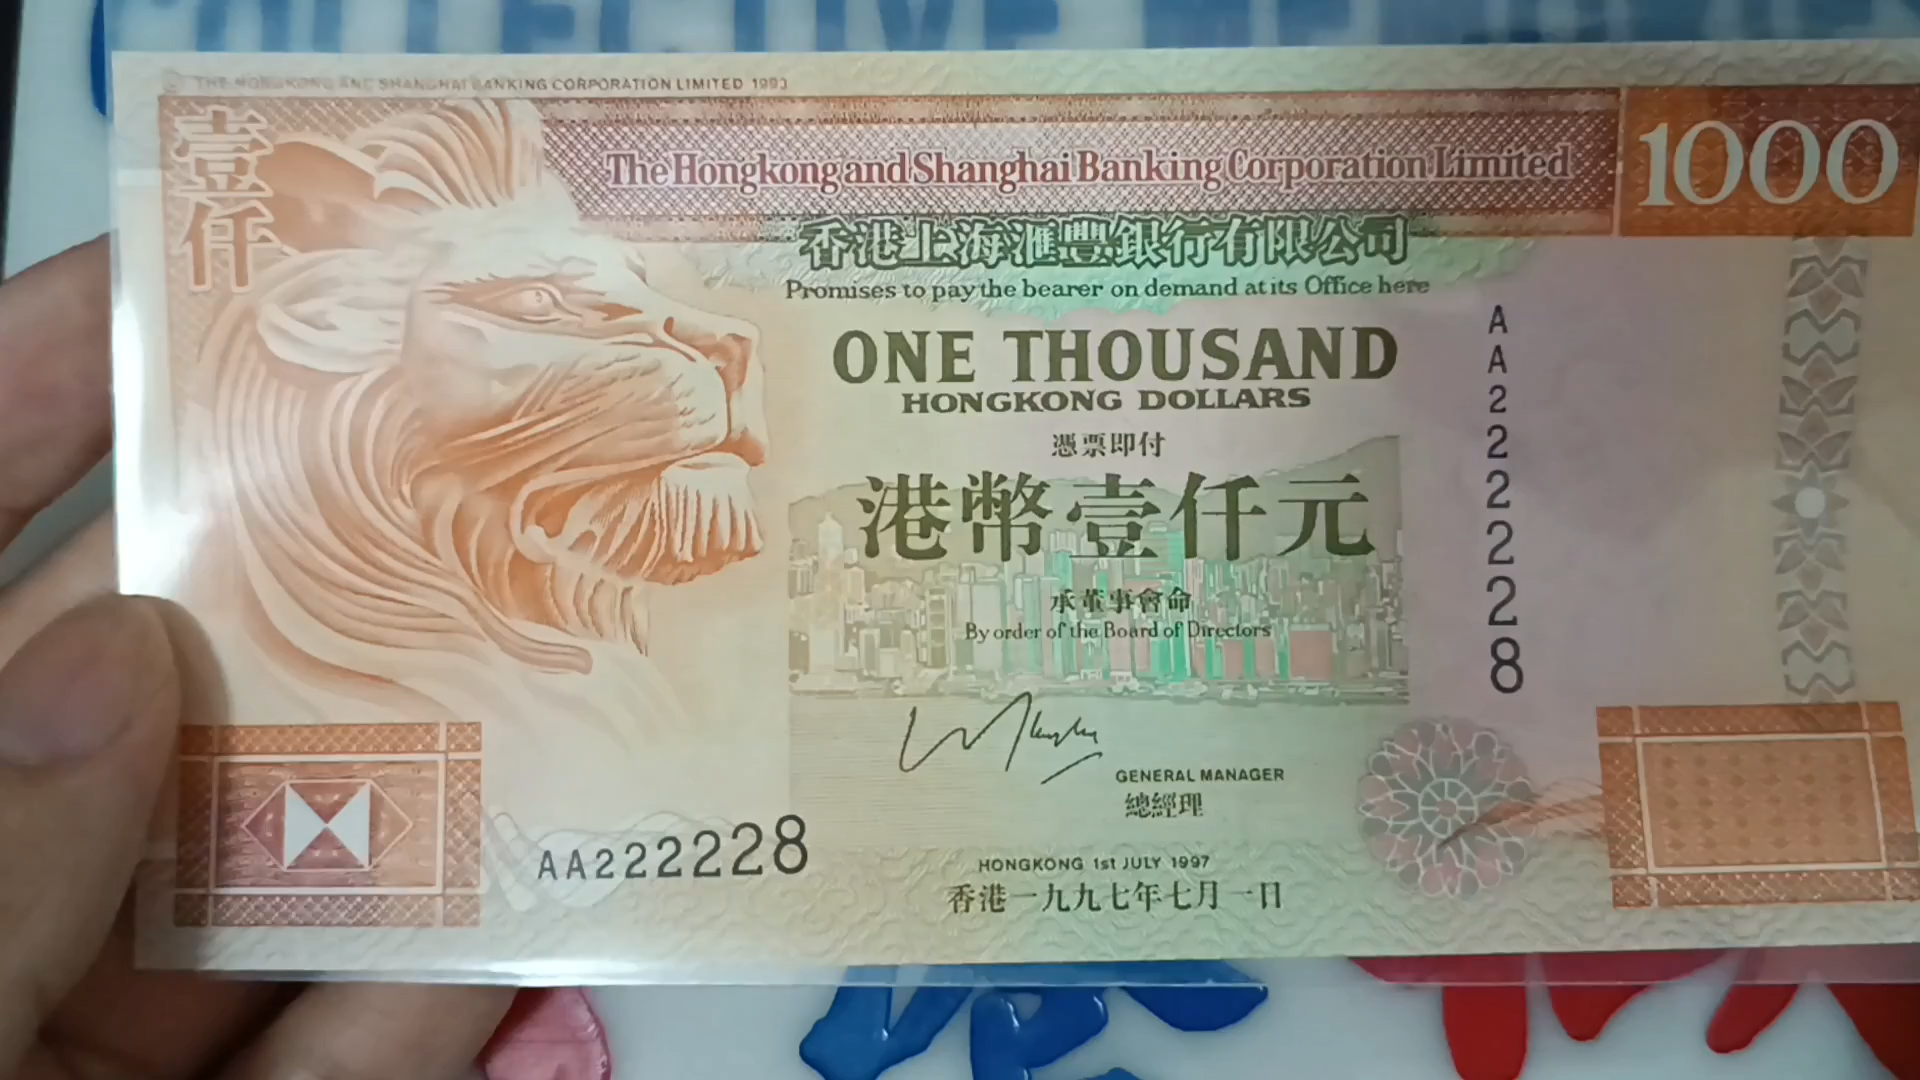 THE HONGKONG AND SHANGHAI BANKING CORPORATION LIMITED 1993
壹仟
The Hongkong and Shanghai Banking Corporation Limited
1000
香港上海滙豐銀行有限公司
Promises to pay the bearer on demand at its Office here
ONE THOUSAND
HONGKONG DOLLARS
憑票即付
港幣壹仟元
承董事會命
By order of the Board of Directors
AA222228
GENERAL MANAGER
總經理
AA222228
HONGKONG 1st JULY 1997
香港一九九七年七月一日